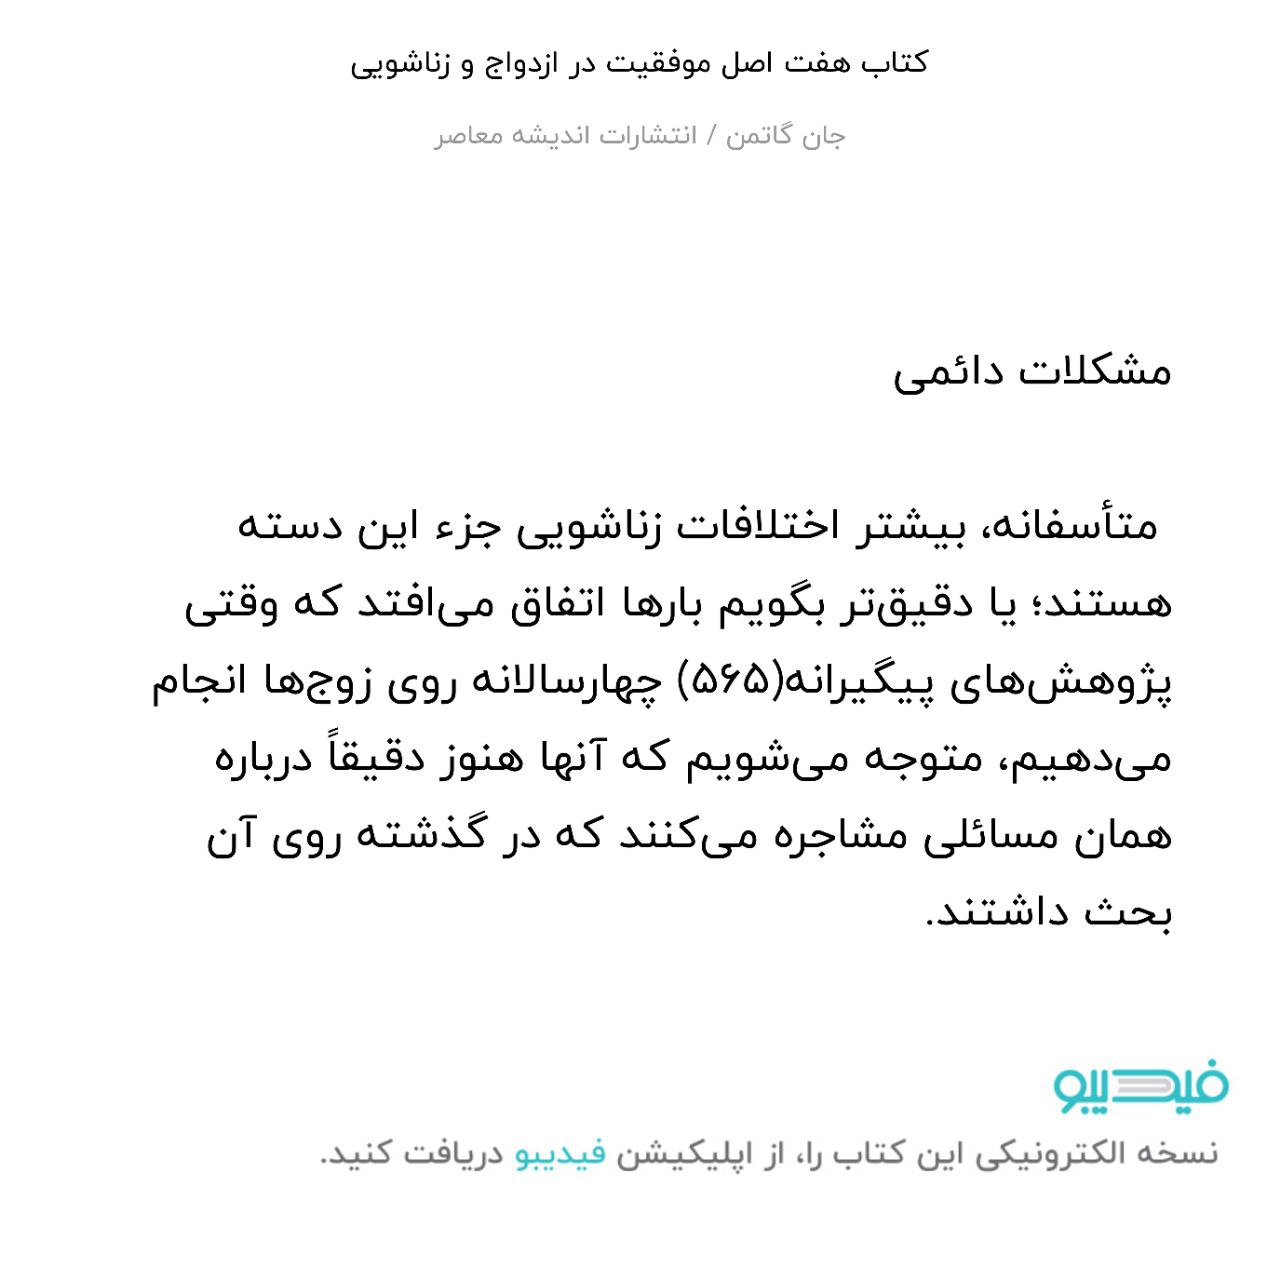 کتاب هفت اصل موفقیت در ازدواج و زناشویی
جان گاتمن / انتشارات اندیشه معاصر
مشکلات دائمی
متأسفانه، بیشتر اختلافات زناشویی جزء این دسته
هستند؛ یا دقیق‌تر بگویم بارها اتفاق می‌افتد که وقتی
پژوهش‌های پیگیرانه(۵۶۵) چهارسالانه روی زوج‌ها انجام
می‌دهیم، متوجه می‌شویم که آنها هنوز دقیقاً درباره
همان مسائلی مشاجره می‌کنند که در گذشته روی آن
بحث داشتند.
فیدیبو
نسخه الکترونیکی این کتاب را، از اپلیکیشن فیدیبو دریافت کنید.